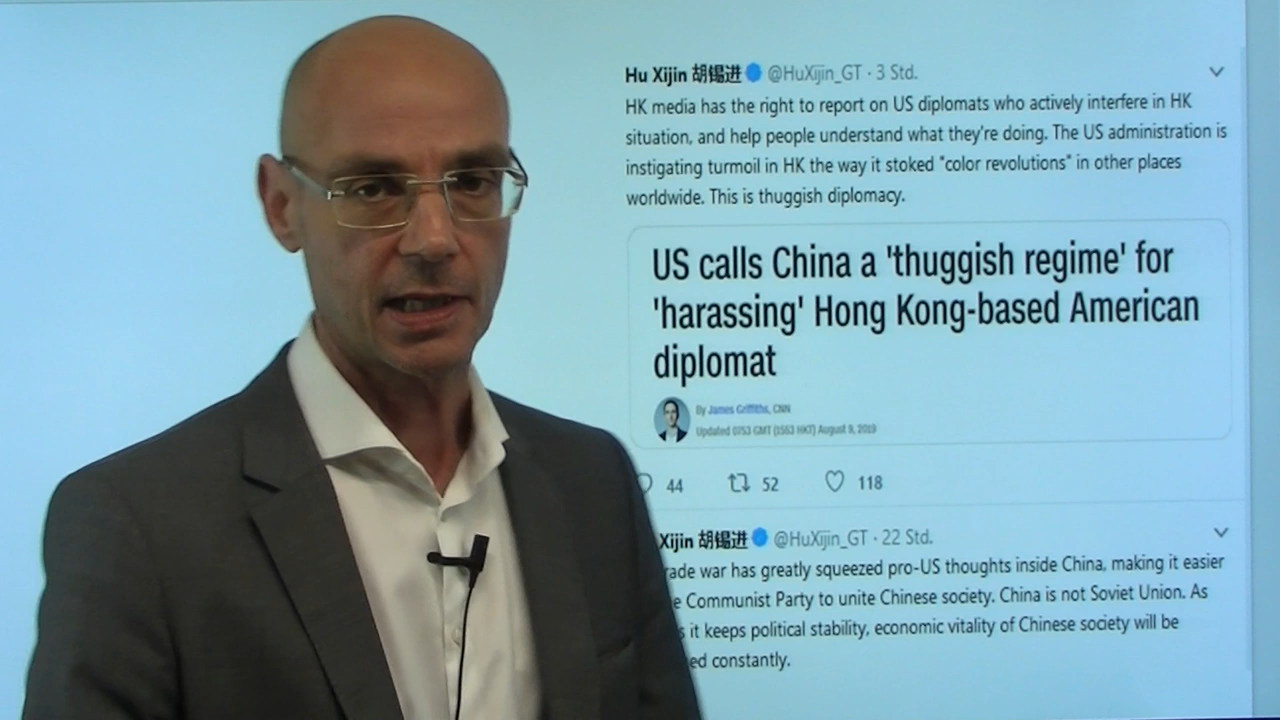 Hu Xijin 胡锡进 @HuXijin_GT · 3 Std.
HK media has the right to report on US diplomats who actively interfere in HK
situation, and help people understand what they're doing. The US administration is
instigating turmoil in HK the way it stoked "color revolutions" in other places
worldwide. This is thuggish diplomacy.
US calls China a 'thuggish regime' for
'harassing' Hong Kong-based American
diplomat
By James Griffiths, CNN
Updated 0753 GMT (1553 HKT) August 9, 2019
44 52 118
Xijin 胡锡进 @HuXijin_GT · 22 Std.
rade war has greatly squeezed pro-US thoughts inside China, making it easier
e Communist Party to unite Chinese society. China is not Soviet Union. As
s it keeps political stability, economic vitality of Chinese society will be
ed constantly.